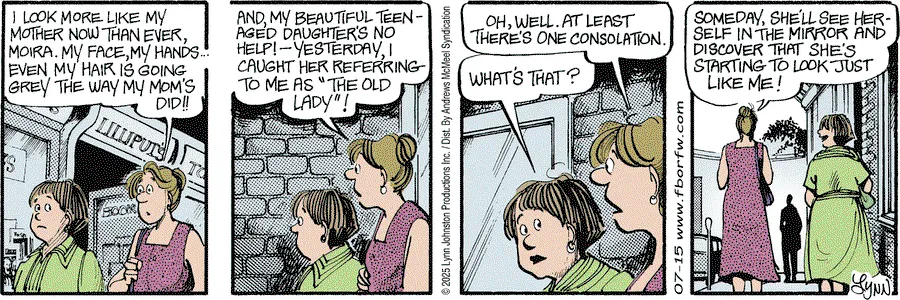 I LOOK MORE LIKE MY
MOTHER NOW THAN EVER,
MOIRA. MY FACE, MY HANDS...
EVEN MY HAIR IS GOING
GREY THE WAY MY MOM'S
DID!!
LILLIPUT'S
TO
BOOK
AND, MY BEAUTIFUL TEEN-
AGED DAUGHTER'S NO
HELP! – YESTERDAY, I
CAUGHT HER REFERRING
TO ME AS "THE OLD
LADY"!
© 2025 Lynn Johnston Productions Inc. / Dist. By Andrews McMeel Syndication
OH, WELL. AT LEAST
THERE'S ONE CONSOLATION.
WHAT'S THAT?
07-15 www.fborfw.com
SOMEDAY, SHE'LL SEE HER-
SELF IN THE MIRROR AND
DISCOVER THAT SHE'S
STARTING TO LOOK JUST
LIKE ME!
LYNN